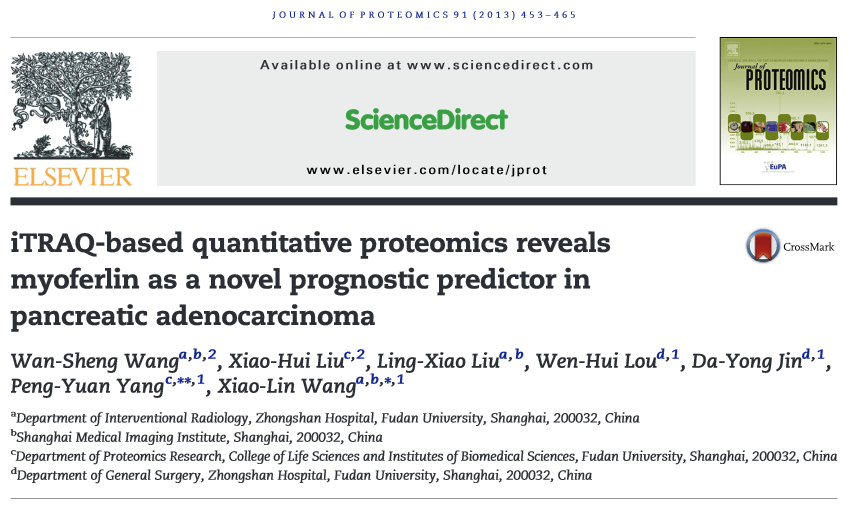 JOURNAL OF PROTEOMICS 91 (2013) 453–465
Available online at www.sciencedirect.com
ScienceDirect
www.elsevier.com/locate/jprot
ELSEVIER
Journal of
PROTEOMICS
EuPA
iTRAQ-based quantitative proteomics reveals
myoferlin as a novel prognostic predictor in
pancreatic adenocarcinoma
CrossMark
Wan-Sheng Wang^a,b,2, Xiao-Hui Liu^c,2, Ling-Xiao Liu^a,b, Wen-Hui Lou^d,1, Da-Yong Jin^d,1,
Peng-Yuan Yang^c,**,1, Xiao-Lin Wang^a,b,*,1
^aDepartment of Interventional Radiology, Zhongshan Hospital, Fudan University, Shanghai, 200032, China
^bShanghai Medical Imaging Institute, Shanghai, 200032, China
^cDepartment of Proteomics Research, College of Life Sciences and Institutes of Biomedical Sciences, Fudan University, Shanghai, 200032, China
^dDepartment of General Surgery, Zhongshan Hospital, Fudan University, Shanghai, 200032, China